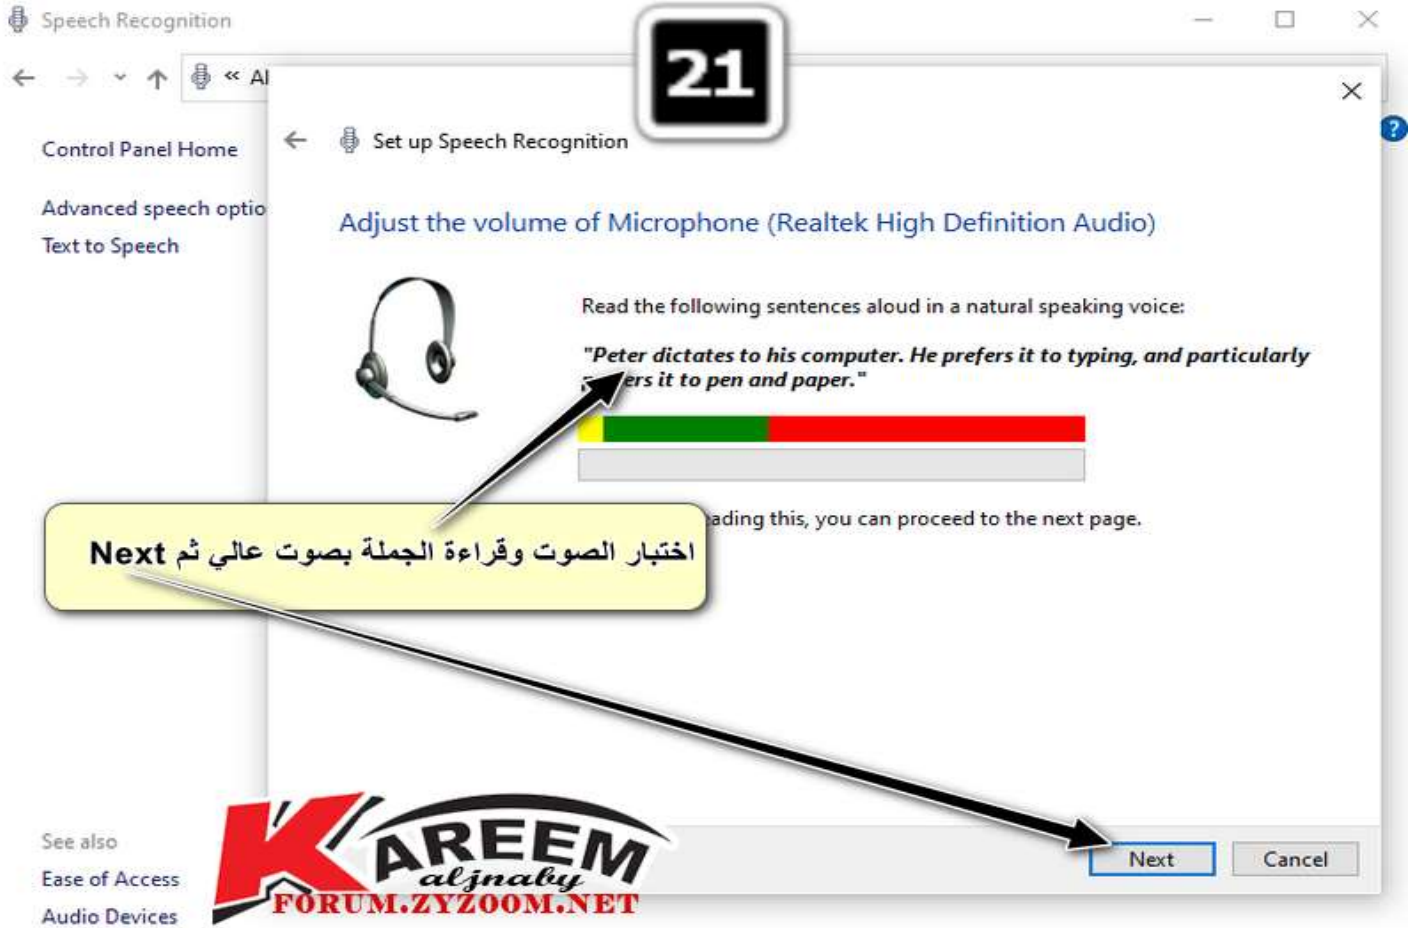 Speech Recognition
21
« Al
Control Panel Home
Set up Speech Recognition
Advanced speech optio
Text to Speech
Adjust the volume of Microphone (Realtek High Definition Audio)
Read the following sentences aloud in a natural speaking voice:
"Peter dictates to his computer. He prefers it to typing, and particularly
ers it to pen and paper."
ading this, you can proceed to the next page.
اختبار الصوت وقراءة الجملة بصوت عالي ثم Next
See also
Ease of Access
Audio Devices
KAREEM
aljnaby
FORUM.ZYZOOM.NET
Next
Cancel